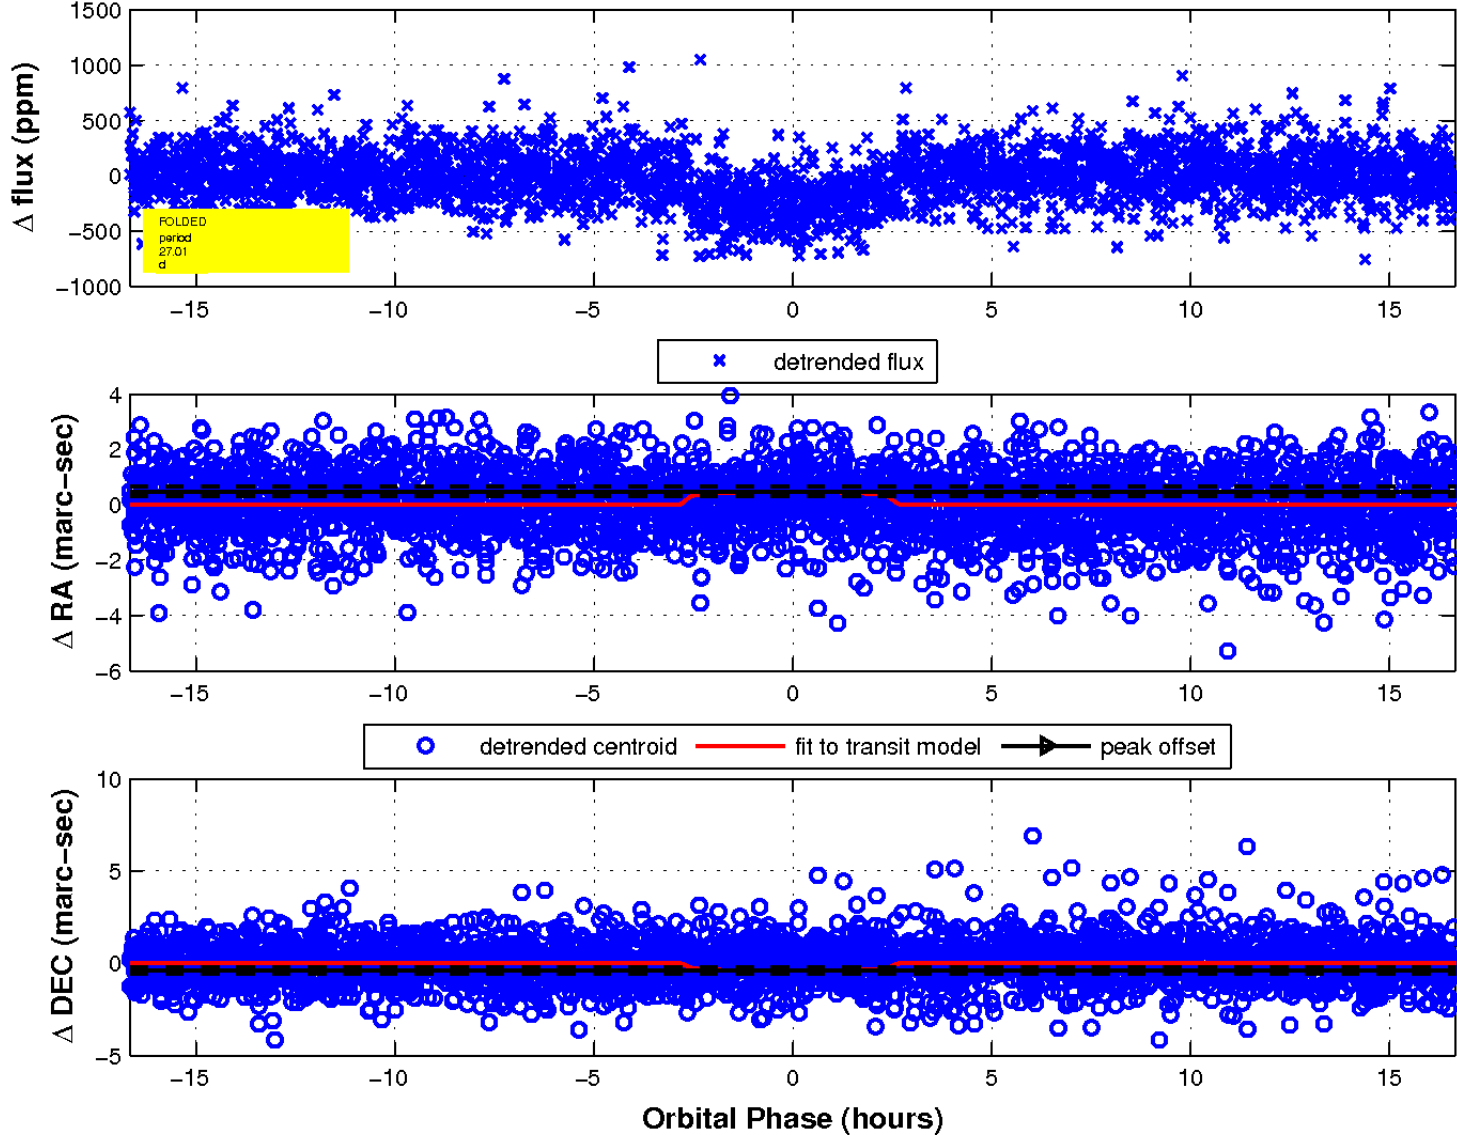 1500
1000
500
0
−500
−1000
Δ flux (ppm)
FOLDED
period
27.01
d
−15 −10 −5 0 5 10 15
detrended flux
4
2
0
−2
−4
−6
Δ RA (marc−sec)
−15 −10 −5 0 5 10 15
detrended centroid fit to transit model peak offset
10
5
0
−5
Δ DEC (marc−sec)
−15 −10 −5 0 5 10 15
Orbital Phase (hours)